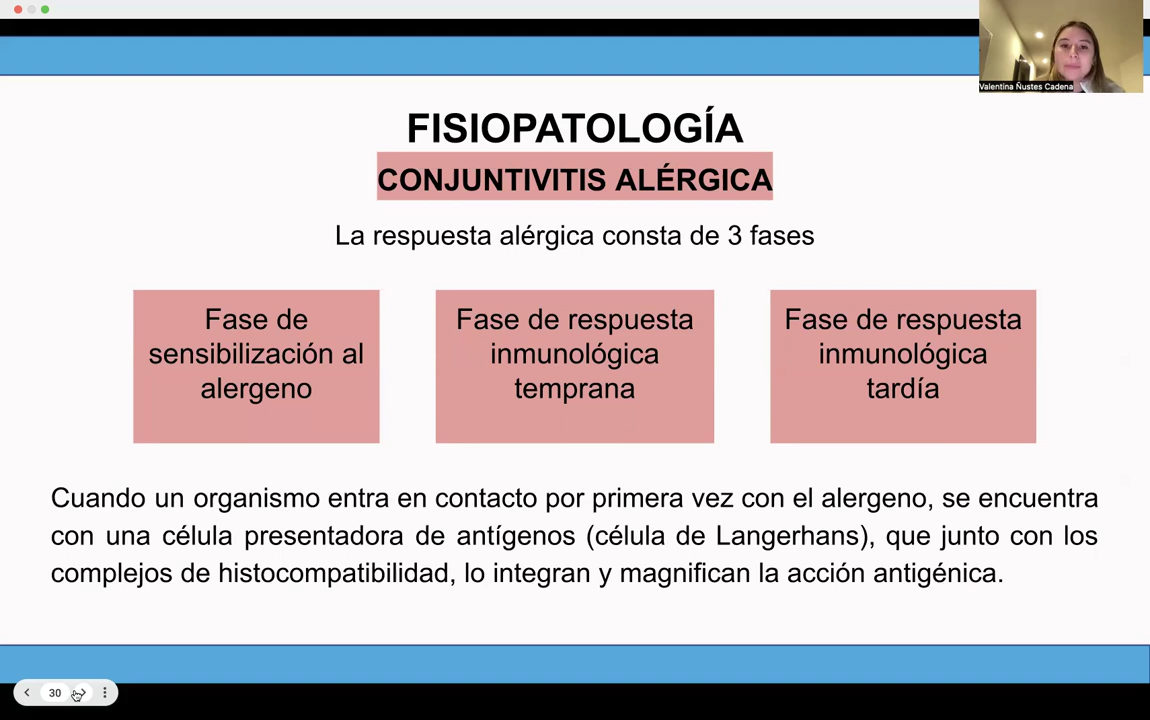 Valentina Ñustes Cadena
FISIOPATOLOGÍA
CONJUNTIVITIS ALÉRGICA
La respuesta alérgica consta de 3 fases
Fase de
sensibilización al
alergeno
Fase de respuesta
inmunológica
temprana
Fase de respuesta
inmunológica
tardía
Cuando un organismo entra en contacto por primera vez con el alergeno, se encuentra
con una célula presentadora de antígenos (célula de Langerhans), que junto con los
complejos de histocompatibilidad, lo integran y magnifican la acción antigénica.
30